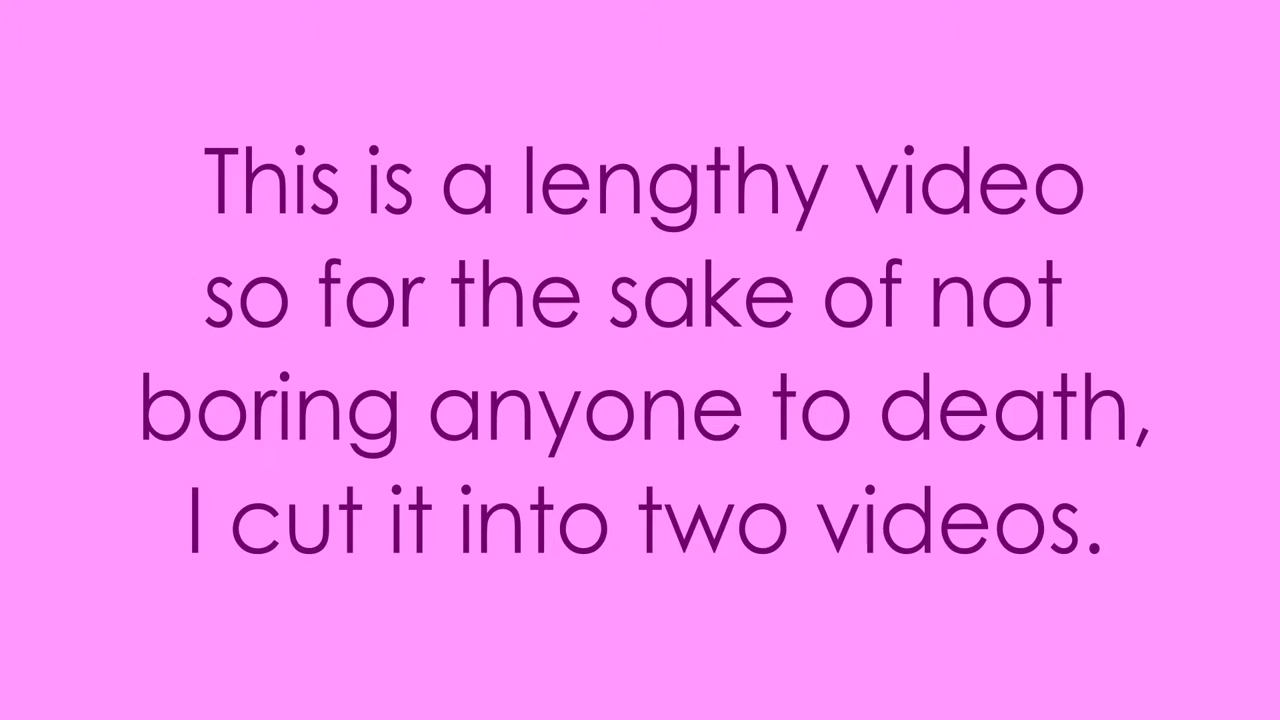 This is a lengthy video
so for the sake of not
boring anyone to death,
I cut it into two videos.